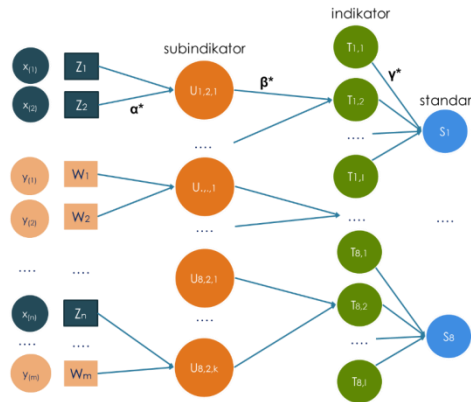 indikator
subindikator
standar
x(1) Z1
x(2) Z2
α*
U1,2,1
β*
T1,1
T1,2
....
T1,I
γ*
S1
y(1) W1
y(2) W2
.... ....
....
U.,.,.,1
....
....
....
x(n) Zn
.... ....
y(m) Wm
U8,2,1
....
U8,2,k
T8,1
T8,2
....
T8,I
S8